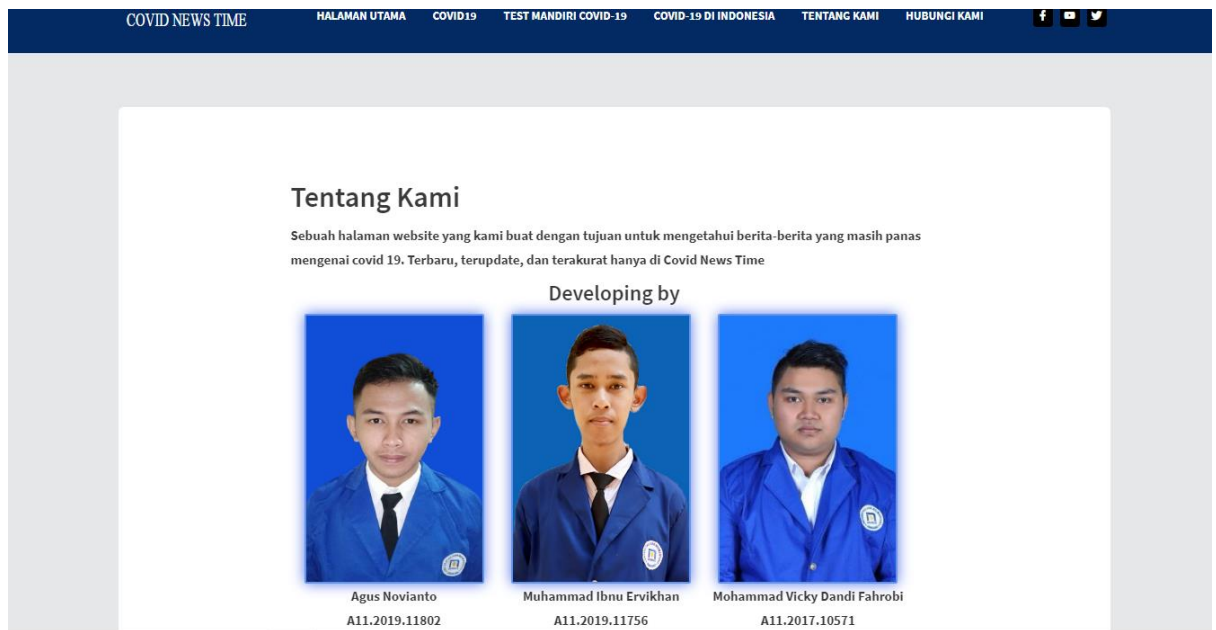 COVID NEWS TIME
HALAMAN UTAMA
COVID19
TEST MANDIRI COVID-19
COVID-19 DI INDONESIA
TENTANG KAMI
HUBUNGI KAMI
Tentang Kami
Sebuah halaman website yang kami buat dengan tujuan untuk mengetahui berita-berita yang masih panas
mengenai covid 19. Terbaru, terupdate, dan terakurat hanya di Covid News Time
Developing by
Agus Novianto
A11.2019.11802
Muhammad Ibnu Ervikhan
A11.2019.11756
Mohammad Vicky Dandi Fahrobi
A11.2017.10571